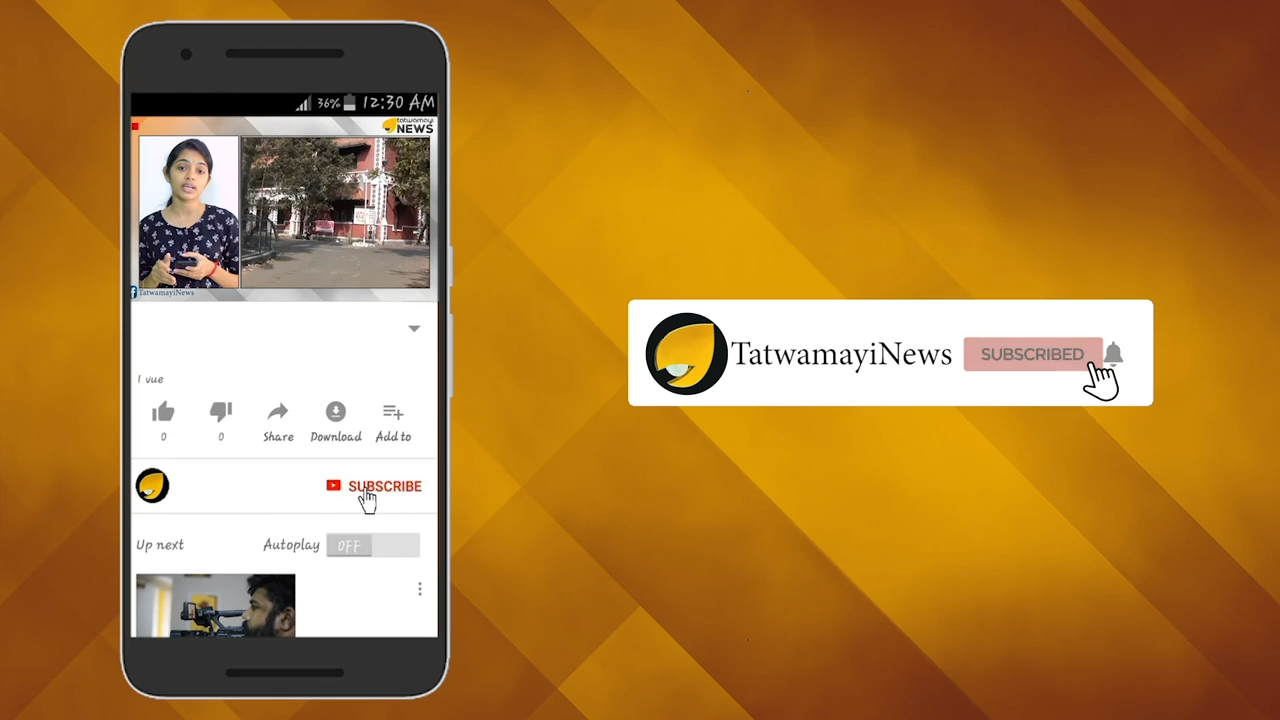 36% 12:30 AM
tatwamayi
NEWS
TatwamayiNews
1 vue
0 0 Share Download Add to
SUBSCRIBE
Up next Autoplay OFF
TatwamayiNews SUBSCRIBED